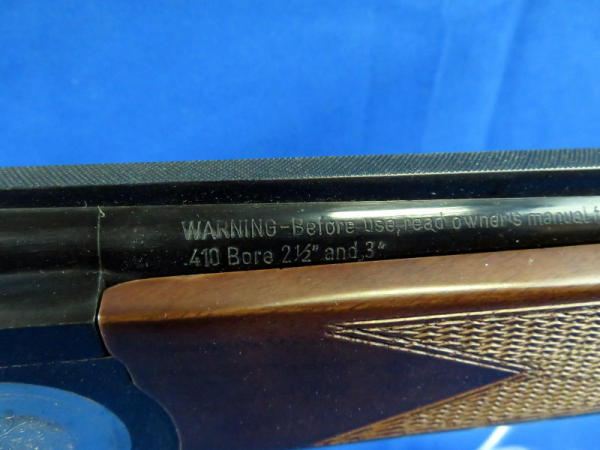 WARNING-Before use, read owner's manual f
.410 Bore 2½" and 3"